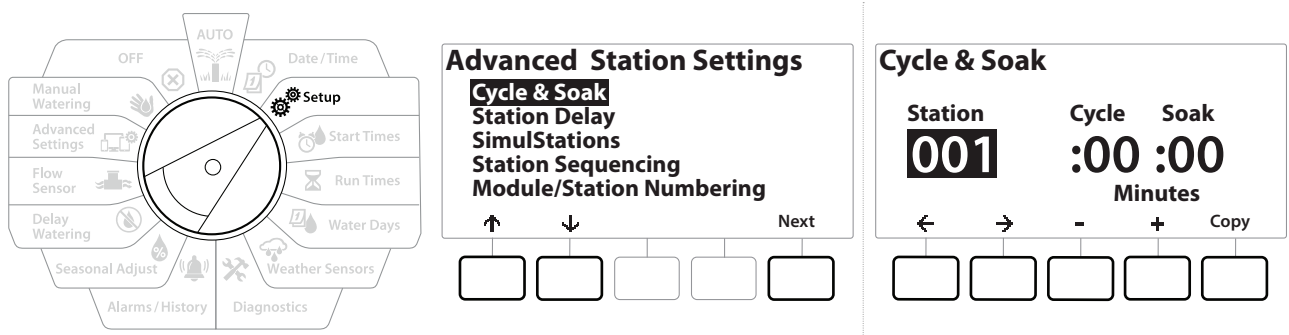 AUTO
OFF
Date / Time
Manual
Watering
Setup
Advanced
Settings
Start Times
Flow
Sensor
Run Times
Delay
Watering
Water Days
Seasonal Adjust
Weather Sensors
Alarms / History
Diagnostics
Advanced Station Settings
Cycle & Soak
Station Delay
SimulStations
Station Sequencing
Module/Station Numbering
↑ ↓ Next
Cycle & Soak
Station Cycle Soak
001 :00 :00
Minutes
← → - + Copy